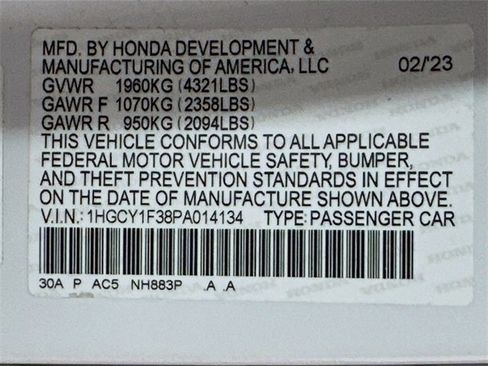 MFD. BY HONDA DEVELOPMENT &
MANUFACTURING OF AMERICA, LLC 02/'23
GVWR 1960KG (4321LBS)
GAWR F 1070KG (2358LBS)
GAWR R 950KG (2094LBS)
THIS VEHICLE CONFORMS TO ALL APPLICABLE
FEDERAL MOTOR VEHICLE SAFETY, BUMPER,
AND THEFT PREVENTION STANDARDS IN EFFECT
ON THE DATE OF MANUFACTURE SHOWN ABOVE.
V.I.N.: 1HGCY1F38PA014134 TYPE: PASSENGER CAR
30A P AC5 NH883P .A .A